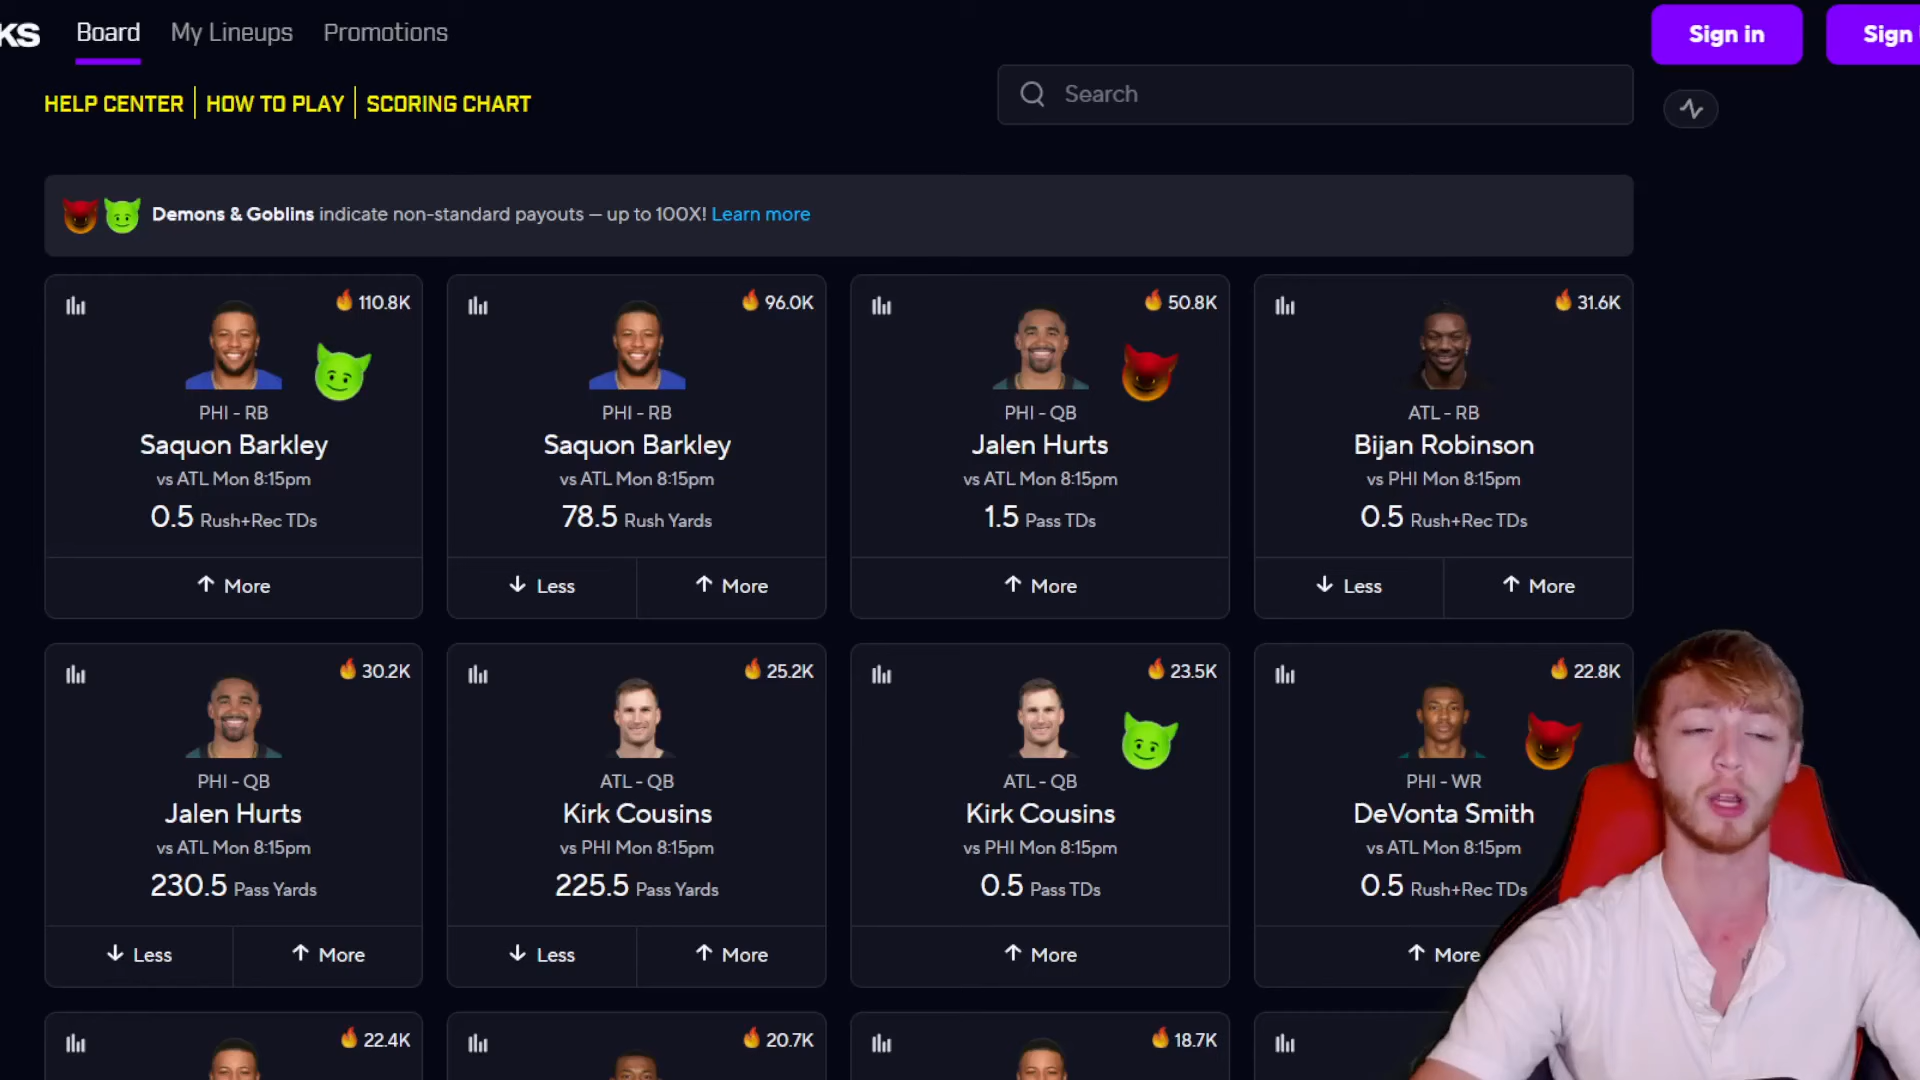 KS Board My Lineups Promotions Sign in Sign
HELP CENTER HOW TO PLAY SCORING CHART Search
Demons & Goblins indicate non-standard payouts – up to 100X! Learn more
110.8K
PHI - RB
Saquon Barkley
vs ATL Mon 8:15pm
0.5 Rush+Rec TDs
More
96.0K
PHI - RB
Saquon Barkley
vs ATL Mon 8:15pm
78.5 Rush Yards
Less More
50.8K
PHI - QB
Jalen Hurts
vs ATL Mon 8:15pm
1.5 Pass TDs
More
31.6K
ATL - RB
Bijan Robinson
vs PHI Mon 8:15pm
0.5 Rush+Rec TDs
Less More
30.2K
PHI - QB
Jalen Hurts
vs ATL Mon 8:15pm
230.5 Pass Yards
Less More
25.2K
ATL - QB
Kirk Cousins
vs PHI Mon 8:15pm
225.5 Pass Yards
Less More
23.5K
ATL - QB
Kirk Cousins
vs PHI Mon 8:15pm
0.5 Pass TDs
More
22.8K
PHI - WR
DeVonta Smith
vs ATL Mon 8:15pm
0.5 Rush+Rec TDs
More
22.4K
20.7K
18.7K